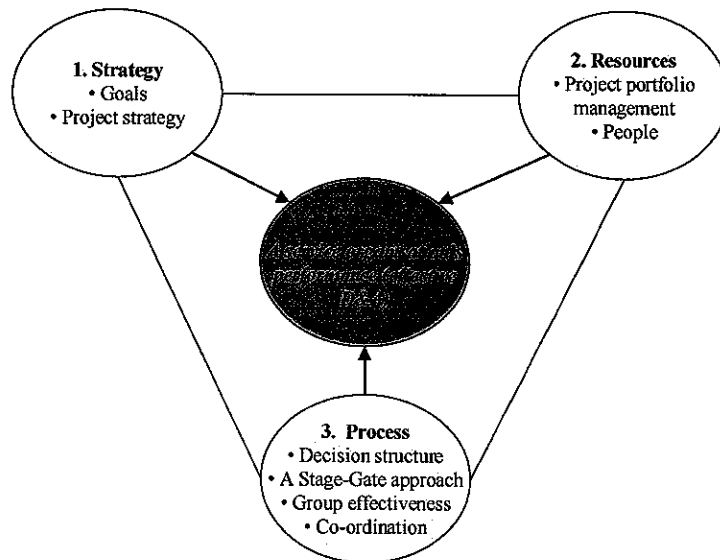 1. Strategy
• Goals
• Project strategy
2. Resources
• Project portfolio
management
• People
3. Process
• Decision structure
• A Stage-Gate approach
• Group effectiveness
• Co-ordination